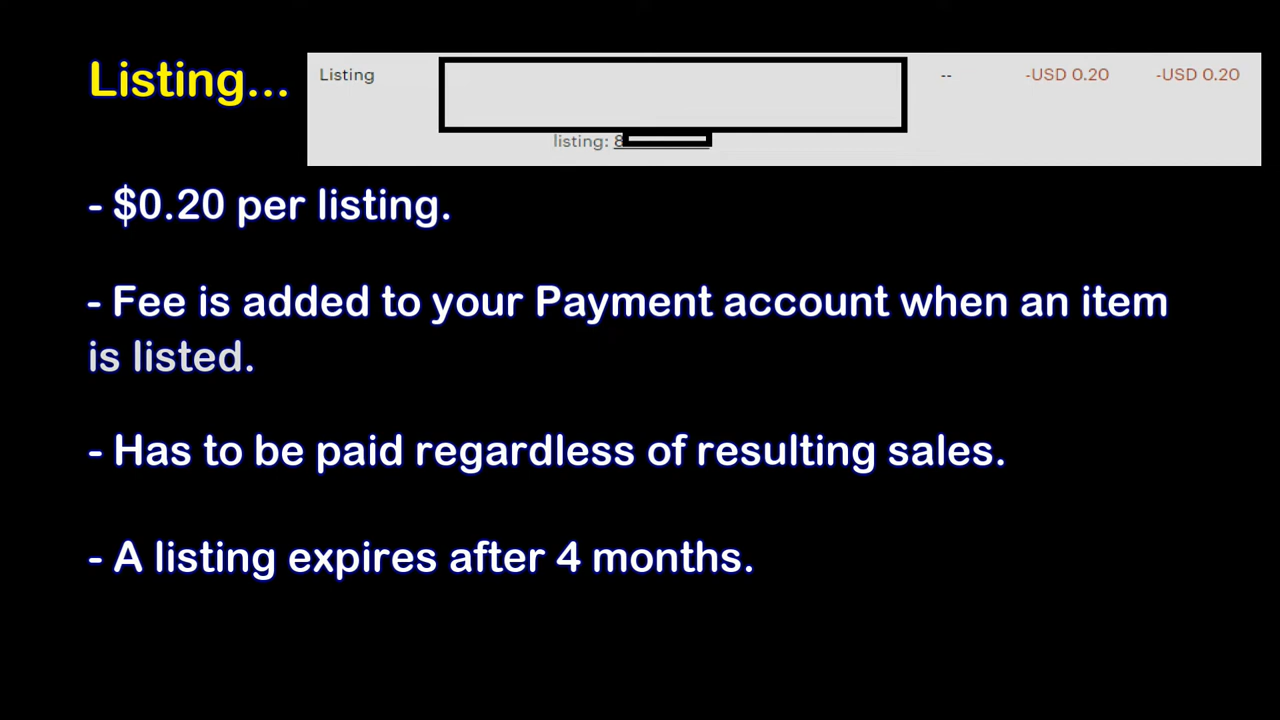 Listing...
Listing -- -USD 0.20 -USD 0.20
listing: 8
- $0.20 per listing.
- Fee is added to your Payment account when an item
is listed.
- Has to be paid regardless of resulting sales.
- A listing expires after 4 months.